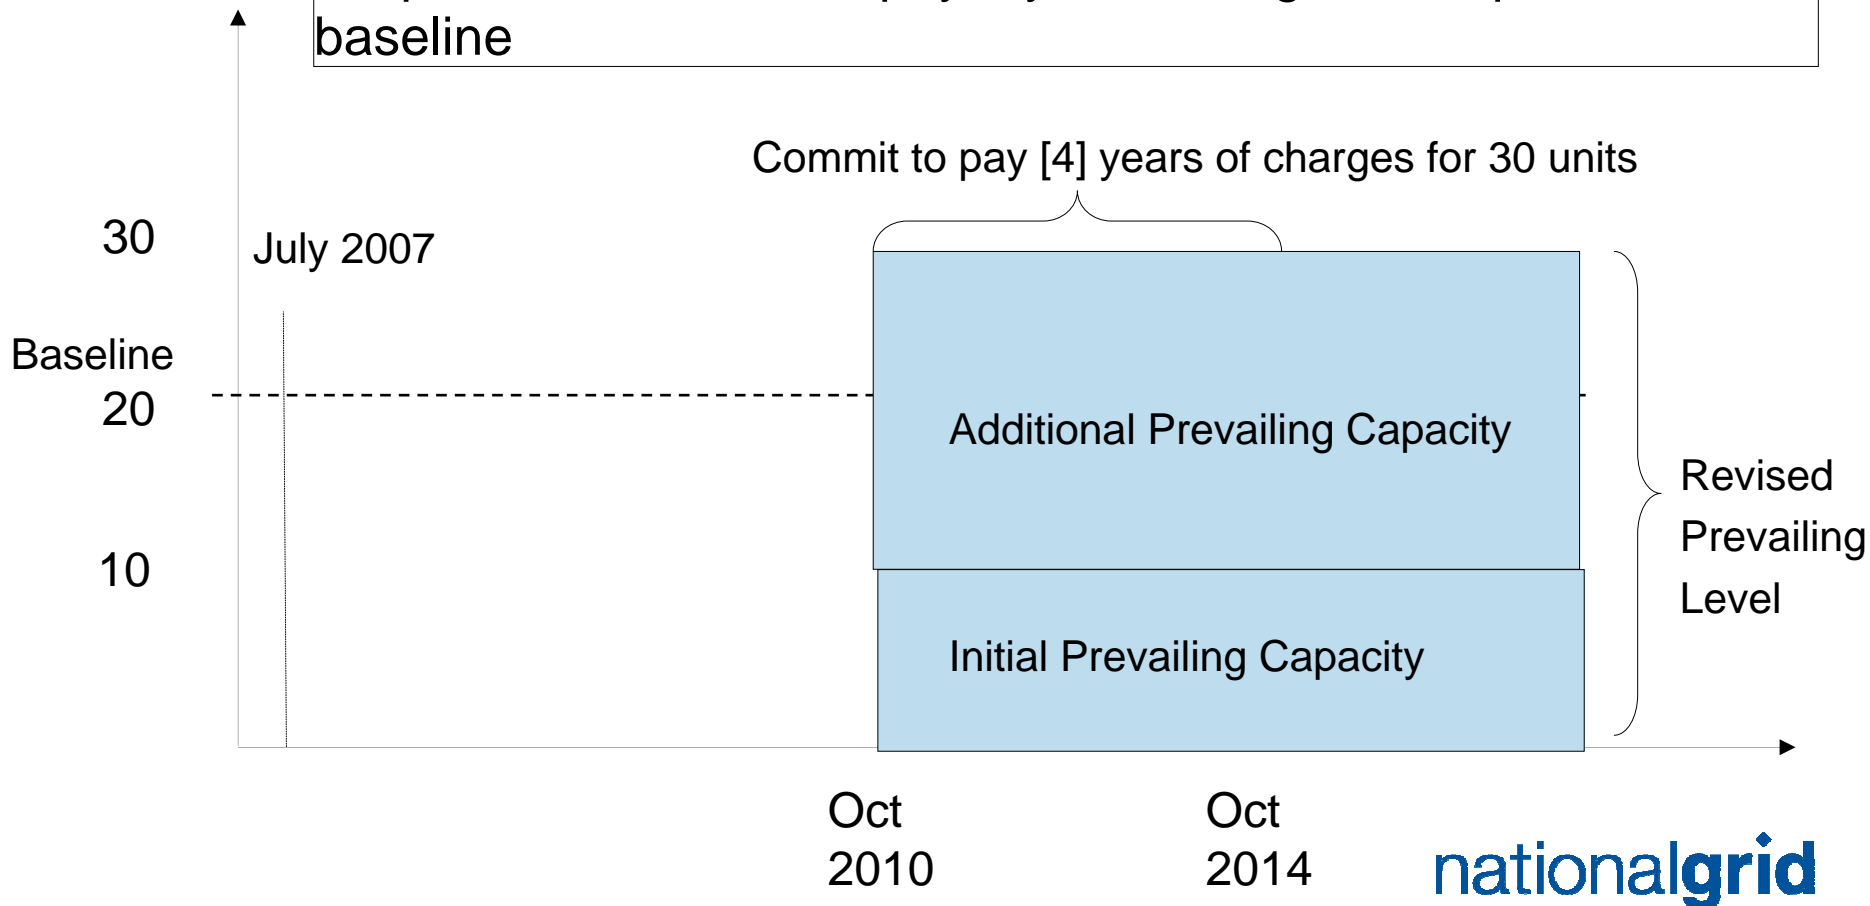 baseline
Commit to pay [4] years of charges for 30 units
30
July 2007
Baseline
20
Additional Prevailing Capacity
Revised
Prevailing
Level
10
Initial Prevailing Capacity
Oct
2010
Oct
2014
nationalgrid